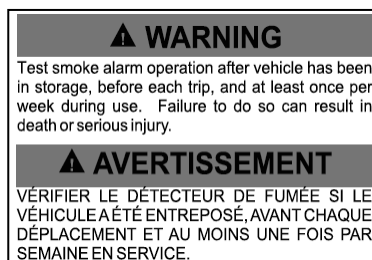 ⚠ WARNING
Test smoke alarm operation after vehicle has been
in storage, before each trip, and at least once per
week during use. Failure to do so can result in
death or serious injury.
⚠ AVERTISSEMENT
VÉRIFIER LE DÉTECTEUR DE FUMÉE SI LE
VÉHICULE A ÉTÉ ENTREPOSÉ, AVANT CHAQUE
DÉPLACEMENT ET AU MOINS UNE FOIS PAR
SEMAINE EN SERVICE.